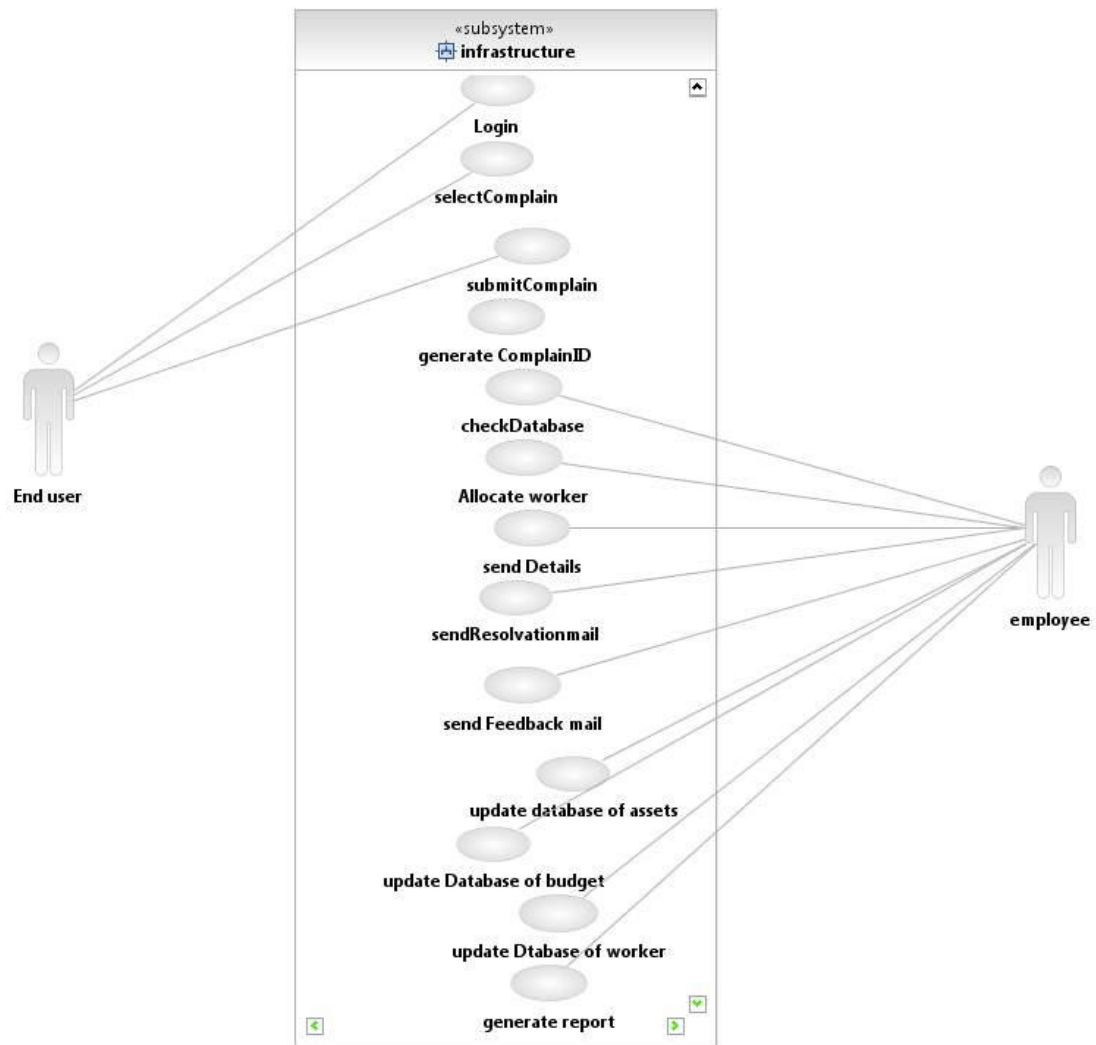 «subsystem»
infrastructure
Login
selectComplain
submitComplain
generate ComplainID
checkDatabase
End user
Allocate worker
send Details
employee
sendResolvationmail
send Feedback mail
update database of assets
update Database of budget
update Dtabase of worker
generate report